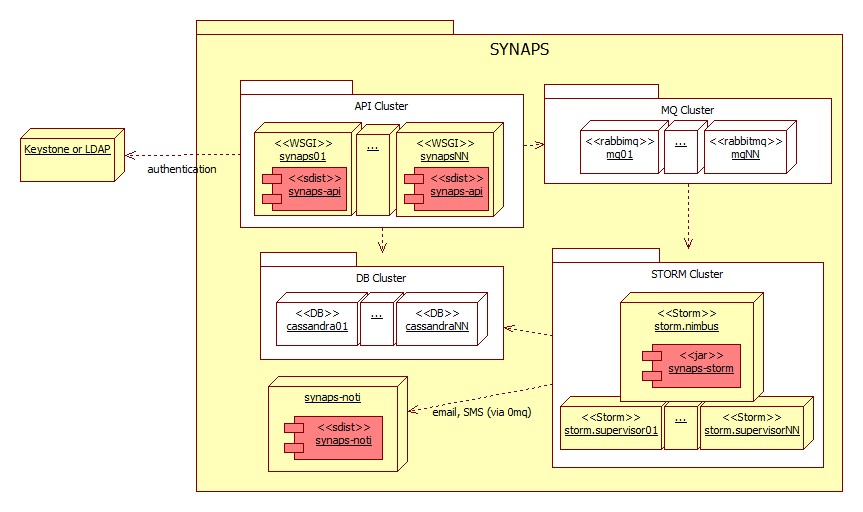 SYNAPS
API Cluster
<<WSGI>>
synaps01
<<sdist>>
synaps-api
...
<<WSGI>>
synapsNN
<<sdist>>
synaps-api
MQ Cluster
<<rabbimq>>
mq01
...
<<rabbitmq>>
mqNN
Keystone or LDAP
authentication
DB Cluster
<<DB>>
cassandra01
...
<<DB>>
cassandraNN
STORM Cluster
<<Storm>>
storm.nimbus
<<jar>>
synaps-storm
<<Storm>>
storm.supervisor01
...
<<Storm>>
storm.supervisorNN
synaps-noti
<<sdist>>
synaps-noti
email, SMS (via 0mq)